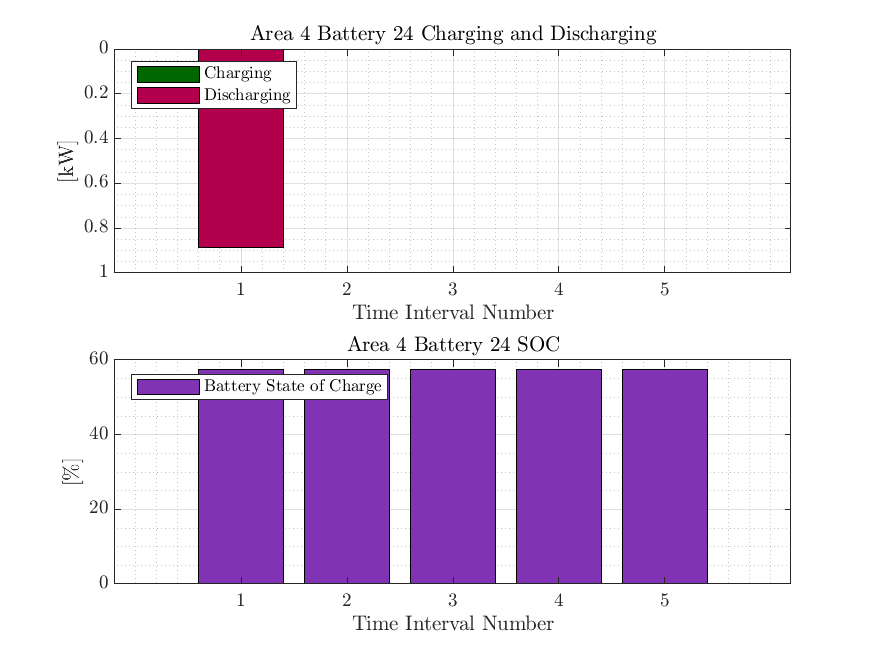 Area 4 Battery 24 Charging and Discharging
0
0.2
0.4
0.6
0.8
1
[kW]
Charging
Discharging
1 2 3 4 5
Time Interval Number
Area 4 Battery 24 SOC
60
40
20
0
[%]
Battery State of Charge
1 2 3 4 5
Time Interval Number